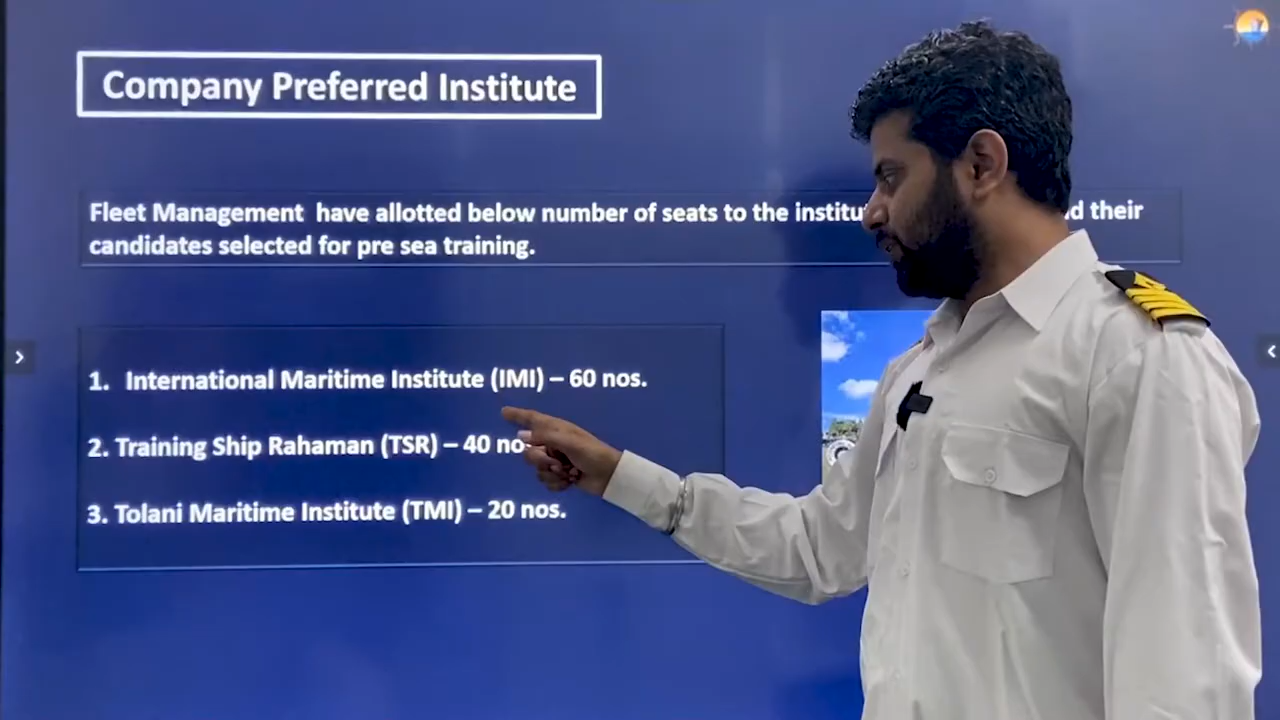 Company Preferred Institute
Fleet Management have allotted below number of seats to the their
candidates selected for pre sea training.
1. International Maritime Institute (IMI) – 60 nos.
2. Training Ship Rahaman (TSR) – 40
3. Tolani Maritime Institute (TMI) – 20 nos.